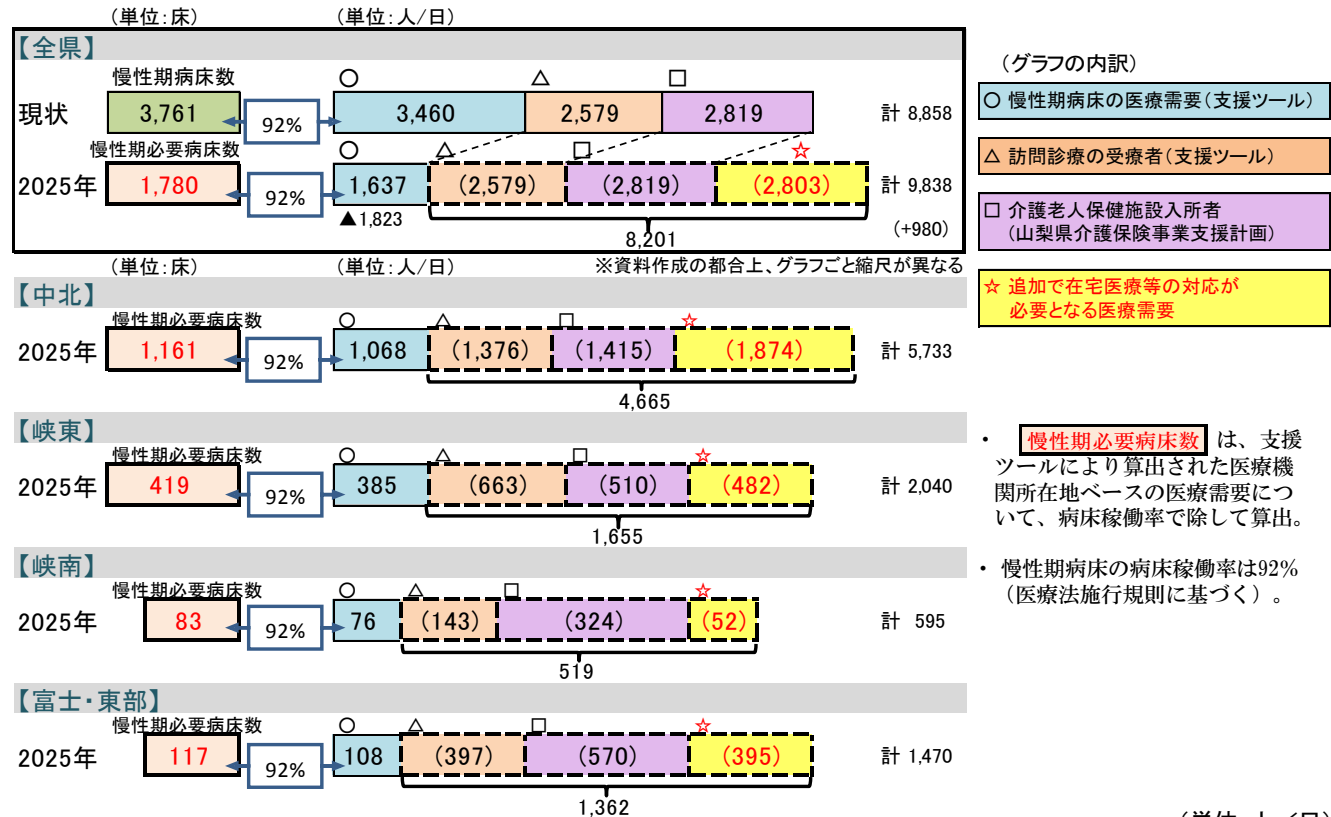 （単位：床）　（単位：人/日）
【全県】
慢性期病床数　○　△　□
現状　3,761　92%　3,460　2,579　2,819　計 8,858
慢性期必要病床数　○　△　□　☆
2025年　1,780　92%　1,637　（2,579）　（2,819）　（2,803）　計 9,838
▲1,823　8,201　（+980）
（単位：床）　（単位：人/日）　※資料作成の都合上、グラフごと縮尺が異なる
【中北】
慢性期必要病床数　○　△　□　☆
2025年　1,161　92%　1,068　（1,376）　（1,415）　（1,874）　計 5,733
4,665
【峡東】
慢性期必要病床数　○　△　□　☆
2025年　419　92%　385　（663）　（510）　（482）　計 2,040
1,655
【峡南】
慢性期必要病床数　○　△　□　☆
2025年　83　92%　76　（143）　（324）　（52）　計 595
519
【富士・東部】
慢性期必要病床数　○　△　□　☆
2025年　117　92%　108　（397）　（570）　（395）　計 1,470
1,362
（グラフの内訳）
○ 慢性期病床の医療需要（支援ツール）
△ 訪問診療の受療者（支援ツール）
□ 介護老人保健施設入所者
（山梨県介護保険事業支援計画）
☆ 追加で在宅医療等の対応が
必要となる医療需要
・ 慢性期必要病床数 は、支援
ツールにより算出された医療機
関所在地ベースの医療需要につ
いて、病床稼働率で除して算出。
・ 慢性期病床の病床稼働率は92%
（医療法施行規則に基づく）。